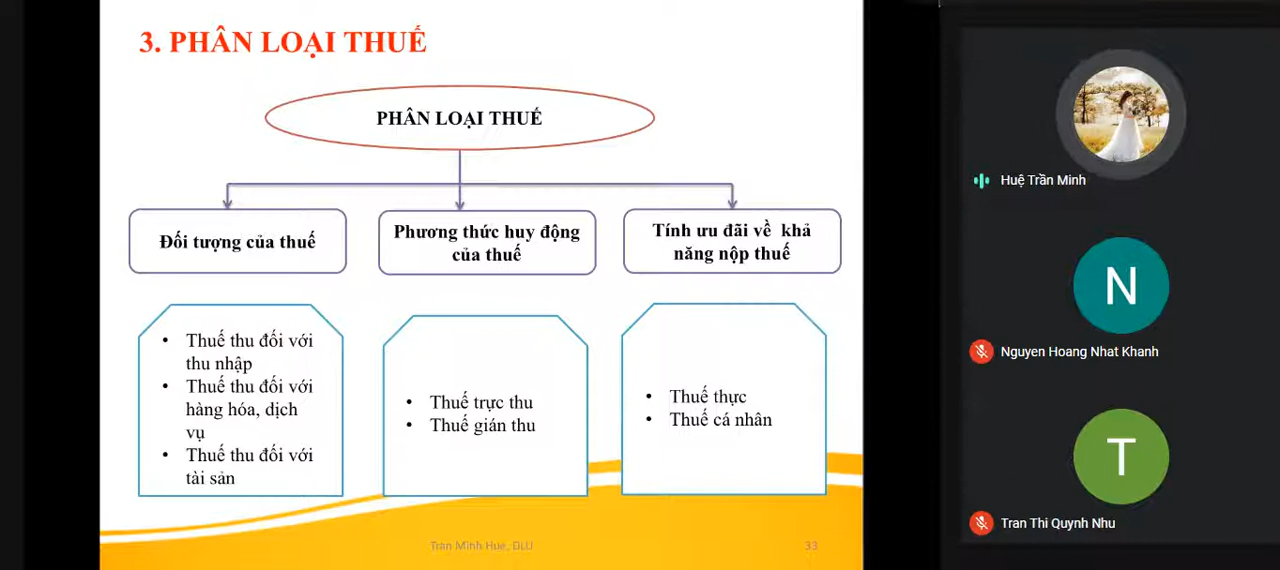 3. PHÂN LOẠI THUẾ
PHÂN LOẠI THUẾ
Đối tượng của thuế
Phương thức huy động
của thuế
Tính ưu đãi về khả
năng nộp thuế
• Thuế thu đối với
thu nhập
• Thuế thu đối với
hàng hóa, dịch
vụ
• Thuế thu đối với
tài sản
• Thuế trực thu
• Thuế gián thu
• Thuế thực
• Thuế cá nhân
Tran Minh Hue, DLU
33
Huệ Trần Minh
N
Nguyen Hoang Nhat Khanh
T
Tran Thi Quynh Nhu